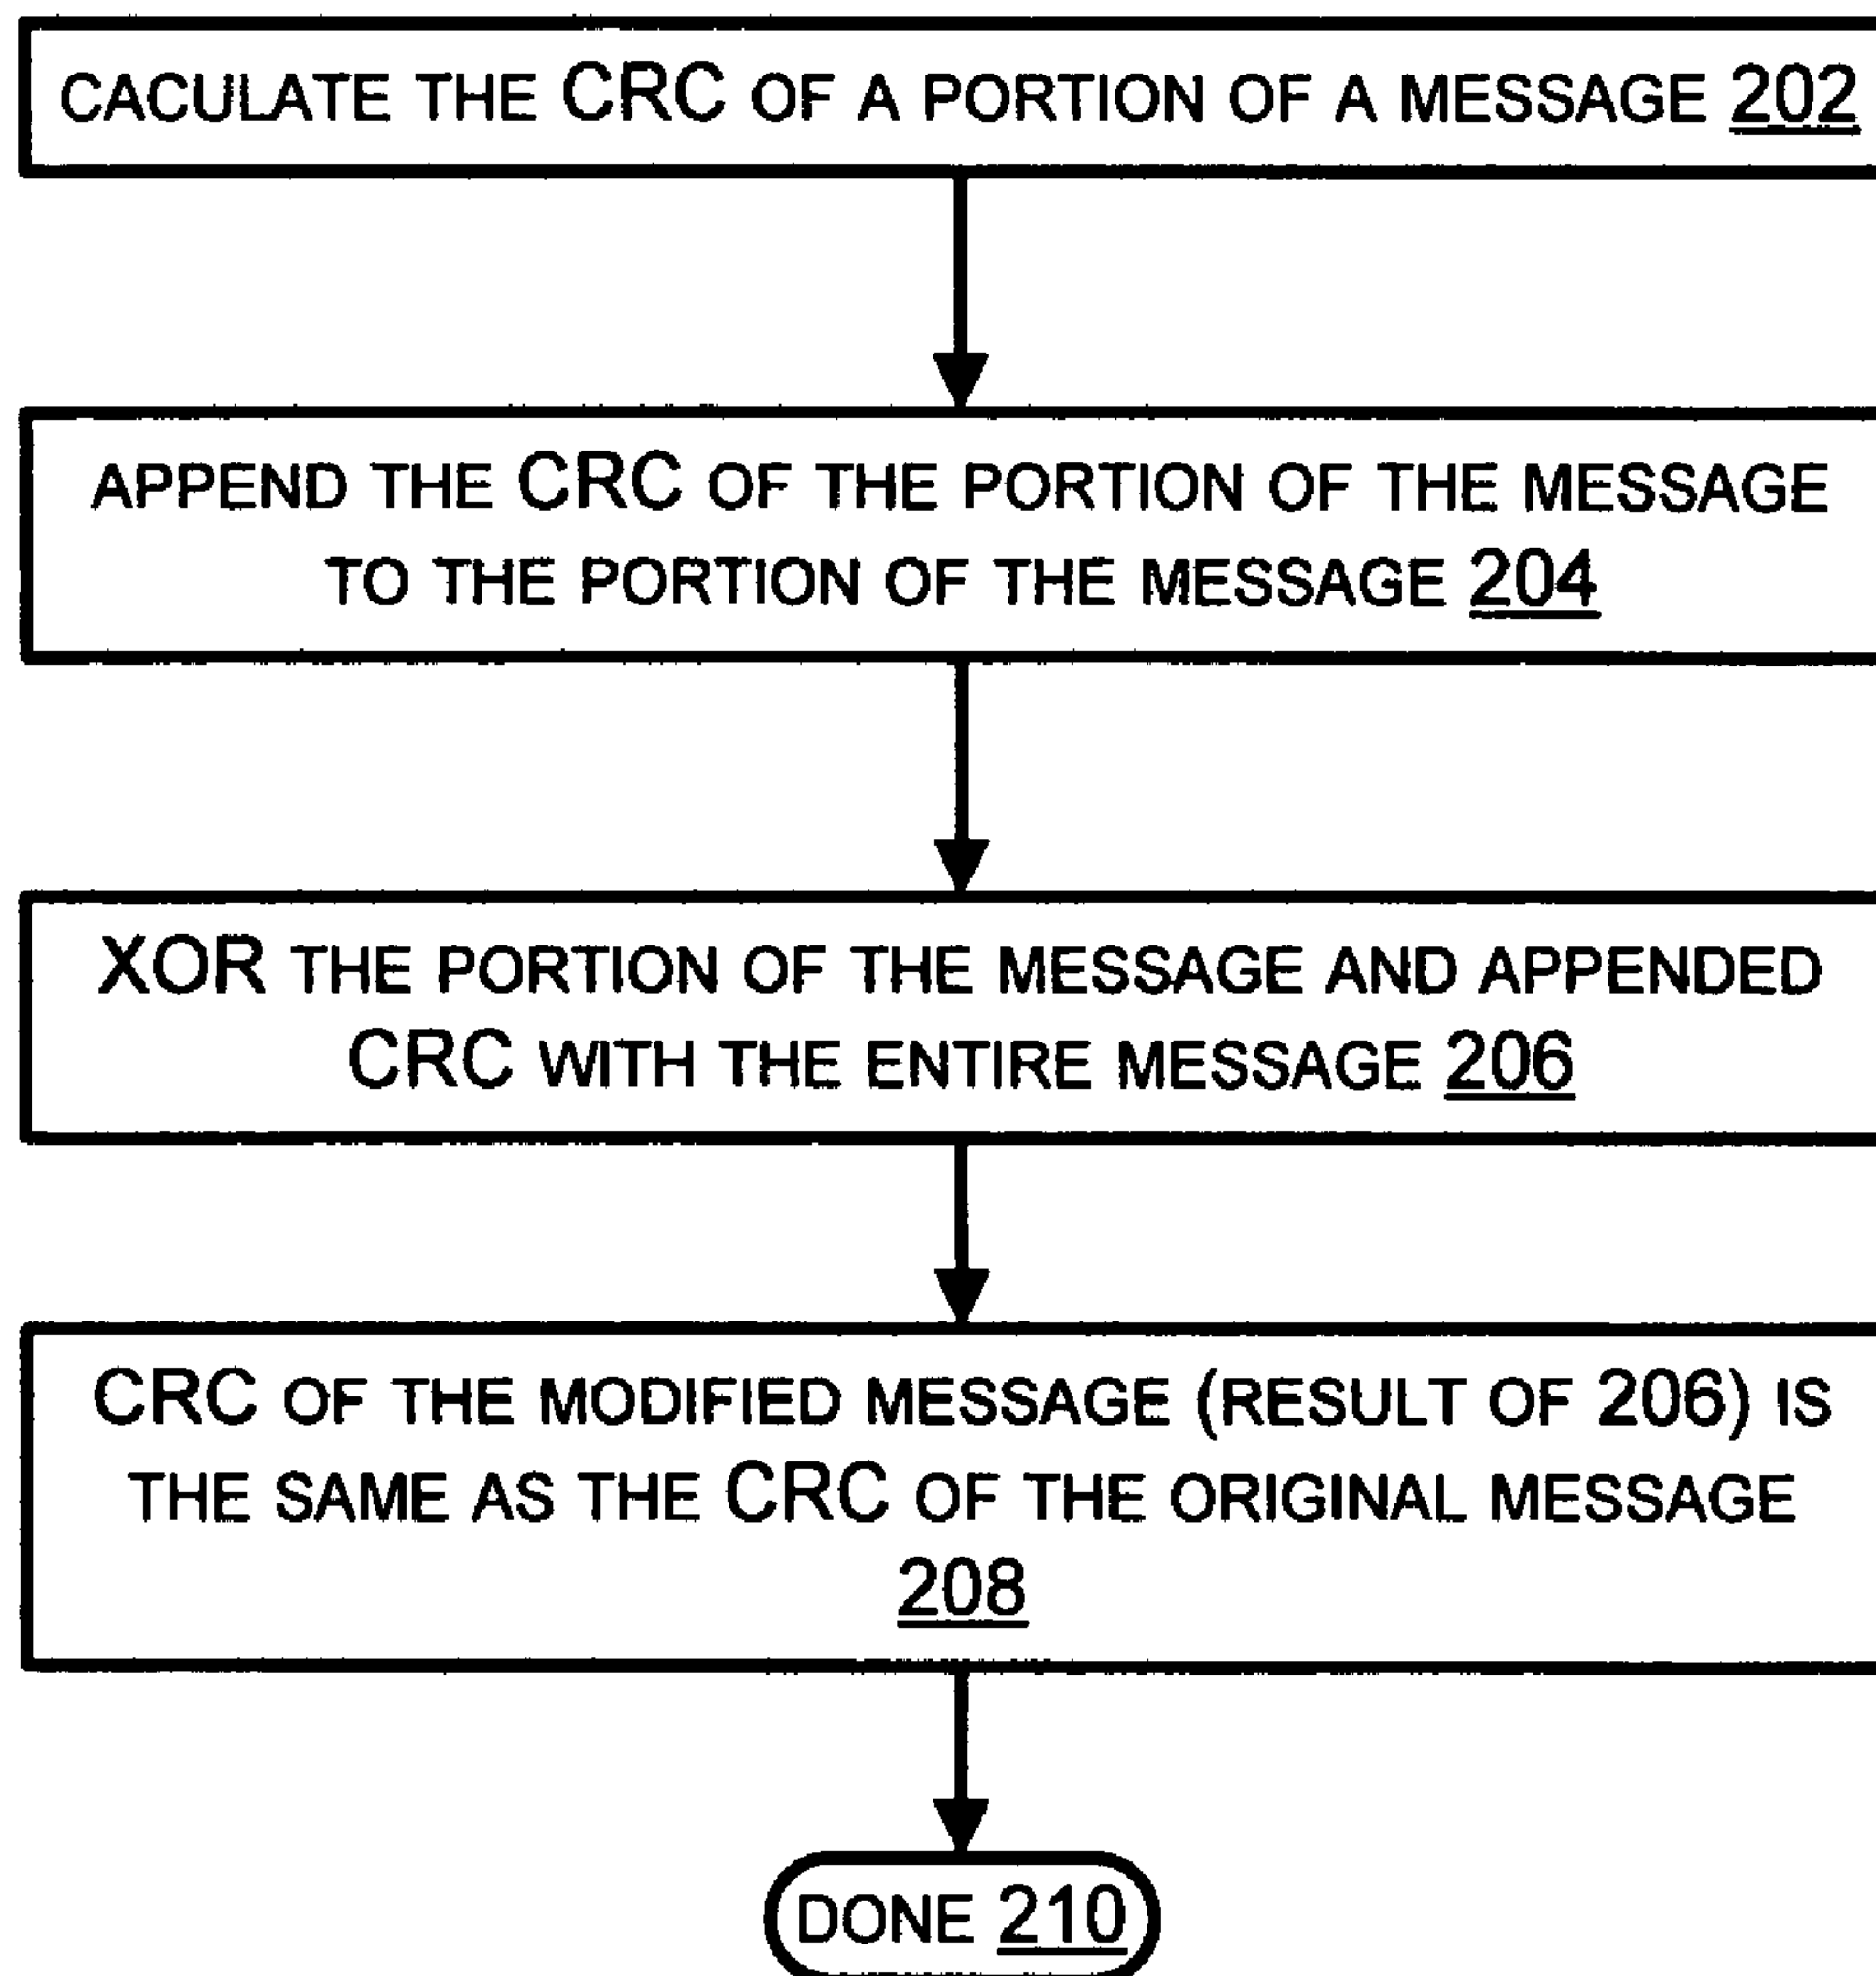 CACULATE THE CRC OF A PORTION OF A MESSAGE 202
APPEND THE CRC OF THE PORTION OF THE MESSAGE
TO THE PORTION OF THE MESSAGE 204
XOR THE PORTION OF THE MESSAGE AND APPENDED
CRC WITH THE ENTIRE MESSAGE 206
CRC OF THE MODIFIED MESSAGE (RESULT OF 206) IS
THE SAME AS THE CRC OF THE ORIGINAL MESSAGE
208
DONE 210